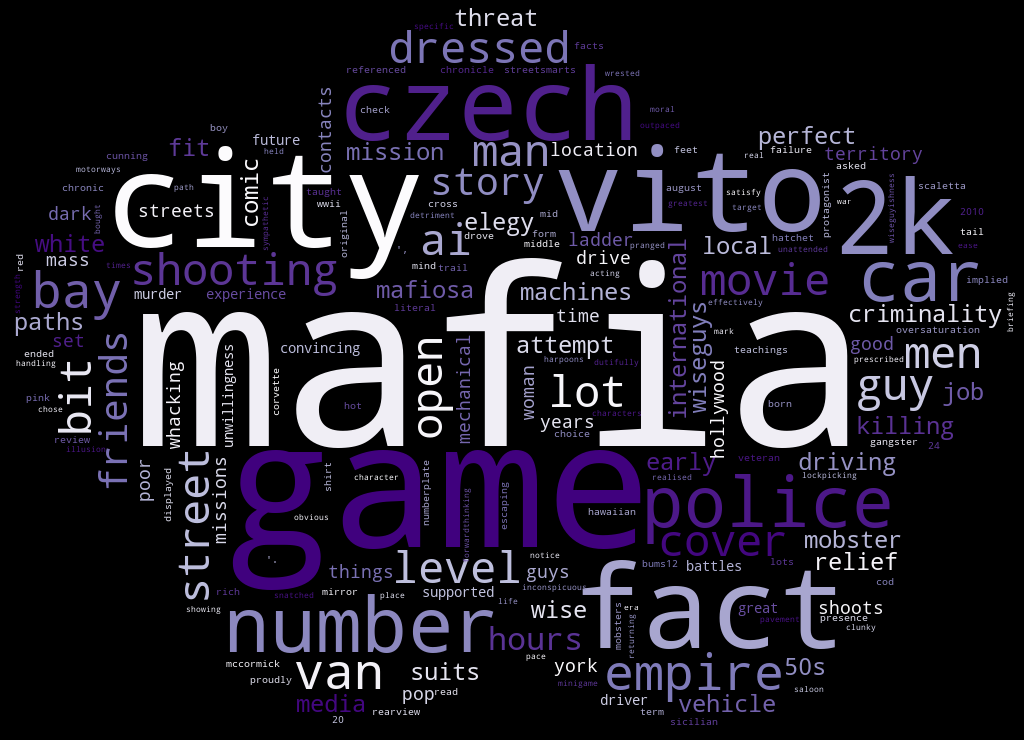 threat
specific
dressed
facts
referenced
chronicle
streetsmarts
wrested
czech
check
moral
outpaced
contacts
boy
future
held
fit
cunning
motorways
path
mission
man
location
feet
perfect
real
failure
asked
territory
city
comic
streets
taught
wwii
sympathetic
original
story
cross
august
vito
satisfy
greatest
target
protagonist
war
2k
scaletta
wiseguyishness
2010
tail
ease
chronic
dark
bought
white
red
mass
times
detriment
elegy
mid
form
drove
middle
ladder
pranged
hatchet
unattended
local
ai
mind
trail
drive
acting
shooting
bay
strength
murder
experience
mafiosa
literal
machines
time
international
wiseguys
movie
effectively
car
implied
criminality
briefing
oversaturation
paths
set
ended
handling
friends
mafia
whacking
unwillingness
convincing
corvette
hot
open
mechanical
attempt
harpoons
dutifully
woman
lot
years
choice
characters
hollywood
mark
teachings
born
good
prescribed
men
guy
job
pink
chose
bit
review
illusion
killing
gangster
24
poor
displayed
street
missions
shirt
character
numberplate
obvious
game
escaping
early
realised
veteran
driving
lockpicking
hawaiian
police
cover
mobster
relief
things
level
guys
notice
inconspicuous
bums12
battles
lots
cod
rich
snatched
mirror
place
supported
life
showing
number
wise
fact
era
mobsters
returning
great
pavement
shoots
presence
clunky
hours
pace
mccormick
proudly
van
suits
york
minigame
empire
50s
saloon
media
pop
read
rearview
20
driver
term
vehicle
sicilian